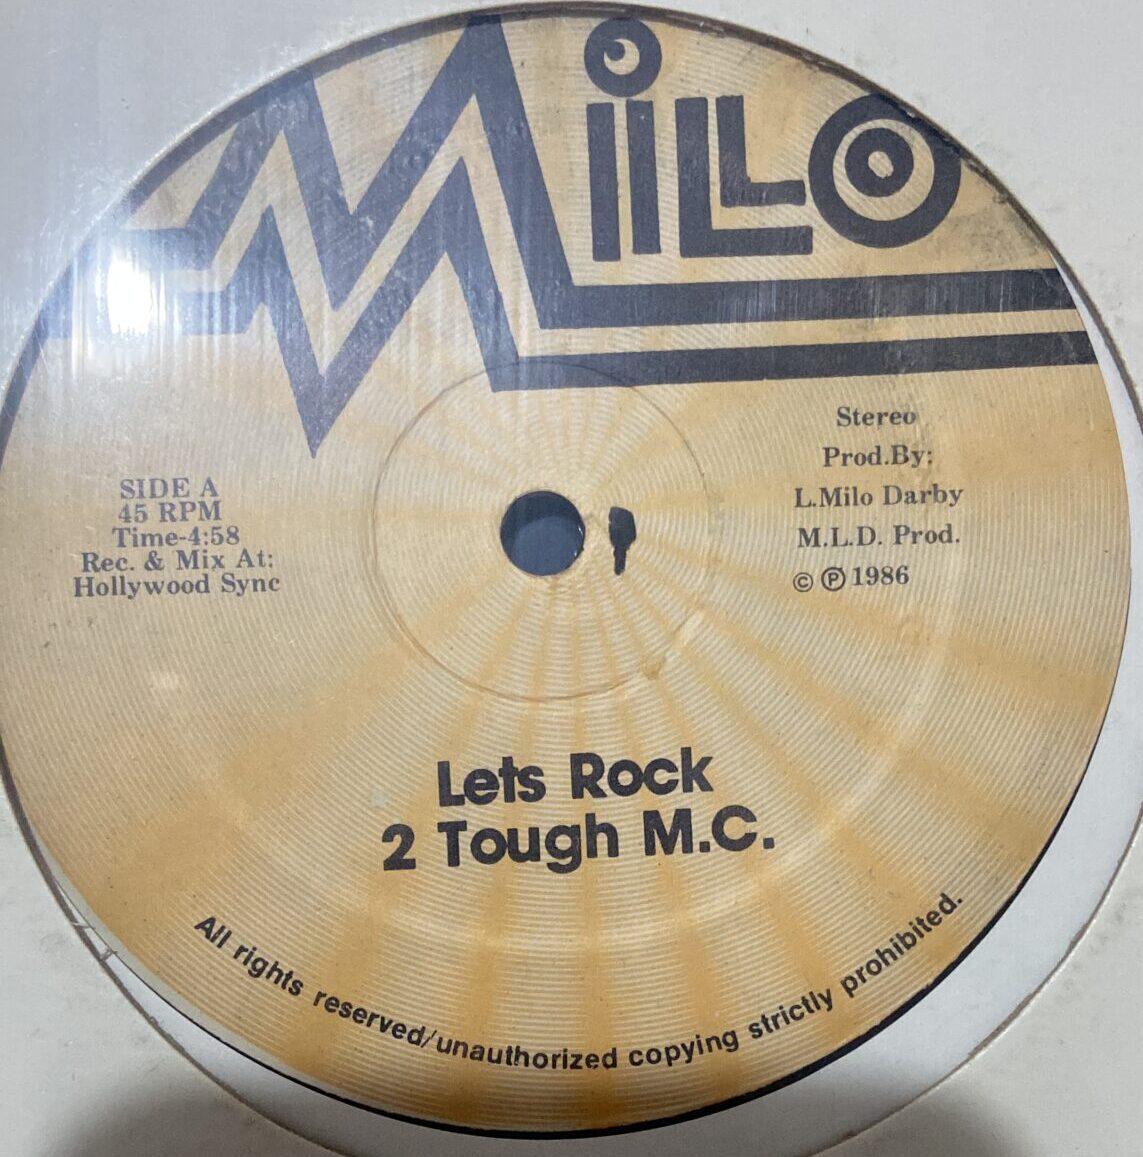 MiLLO
Stereo
Prod.By:
L.Milo Darby
M.L.D. Prod.
© ℗ 1986
SIDE A
45 RPM
Time-4:58
Rec. & Mix At:
Hollywood Sync
Lets Rock
2 Tough M.C.
All rights reserved/unauthorized copying strictly prohibited.